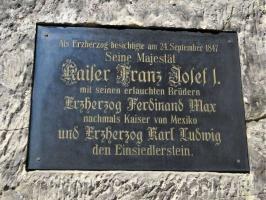 Als Erzherzog besichtigte am 24. September 1847
Seine Majestät
Kaiser Franz Josef I.
mit seinen erlauchten Brüdern
Erzherzog Ferdinand Max
nachmals Kaiser von Mexiko
und Erzherzog Karl Ludwig
den Einsiedlerstein.